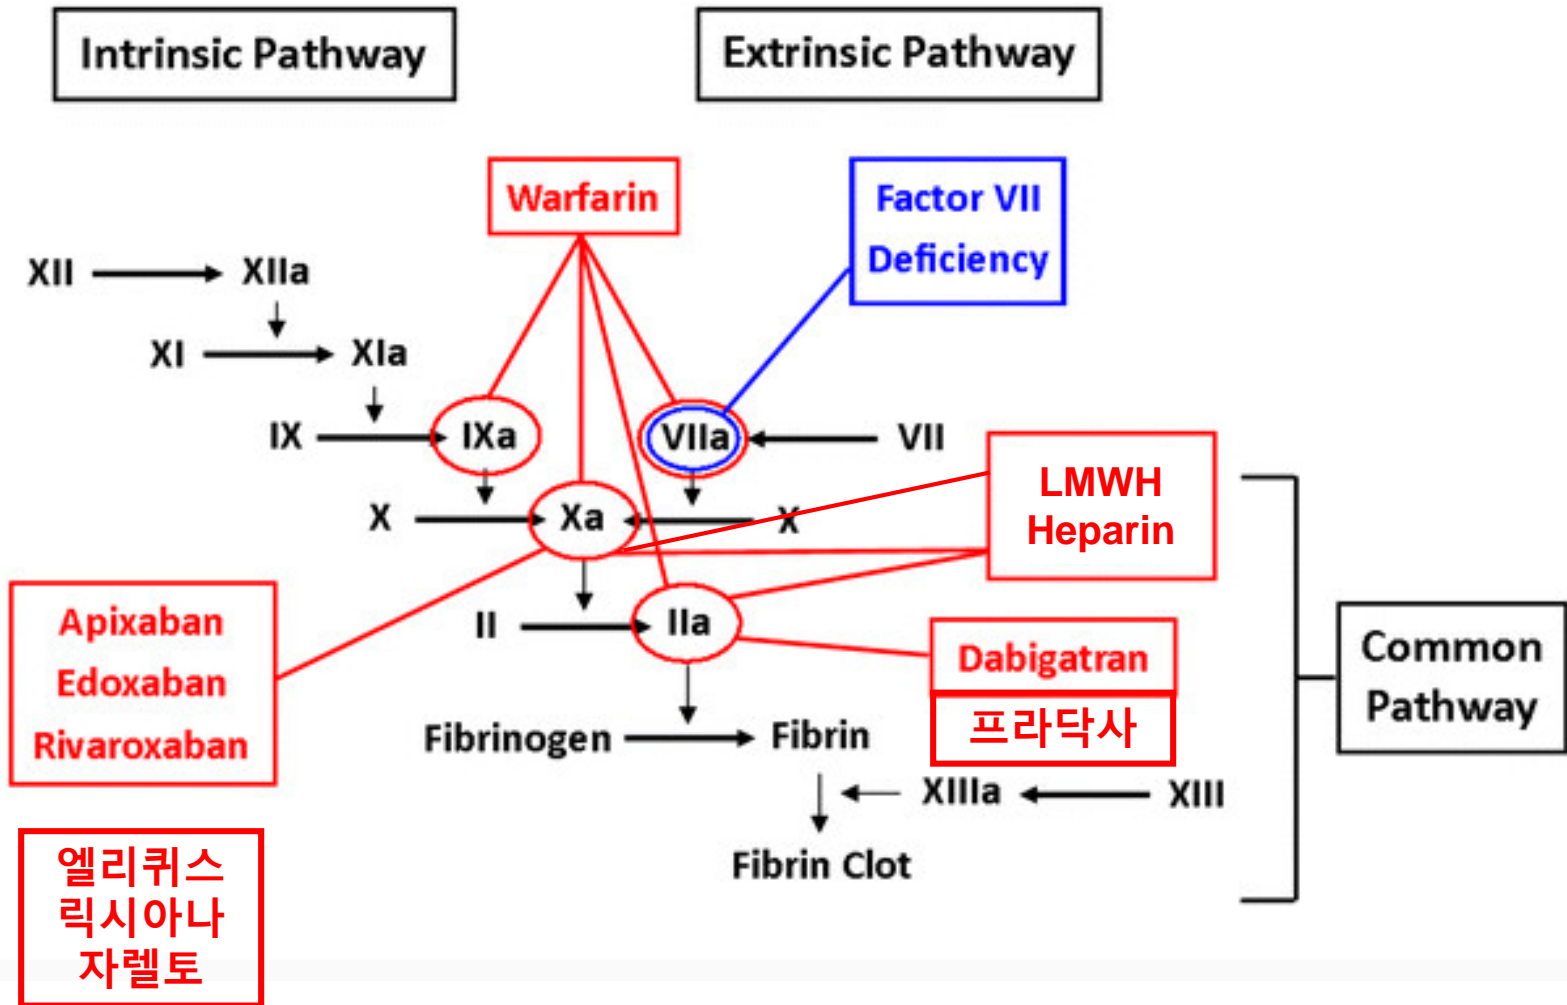 Intrinsic Pathway
Extrinsic Pathway
Warfarin
Factor VII
Deficiency
XII
XIIa
XI
XIa
IX
IXa
VIIa
VII
LMWH
Heparin
X
Xa
X
Apixaban
Edoxaban
Rivaroxaban
II
IIa
Dabigatran
프라닥사
Common
Pathway
Fibrinogen
Fibrin
XIIIa
XIII
Fibrin Clot
엘리퀴스
릭시아나
자렐토